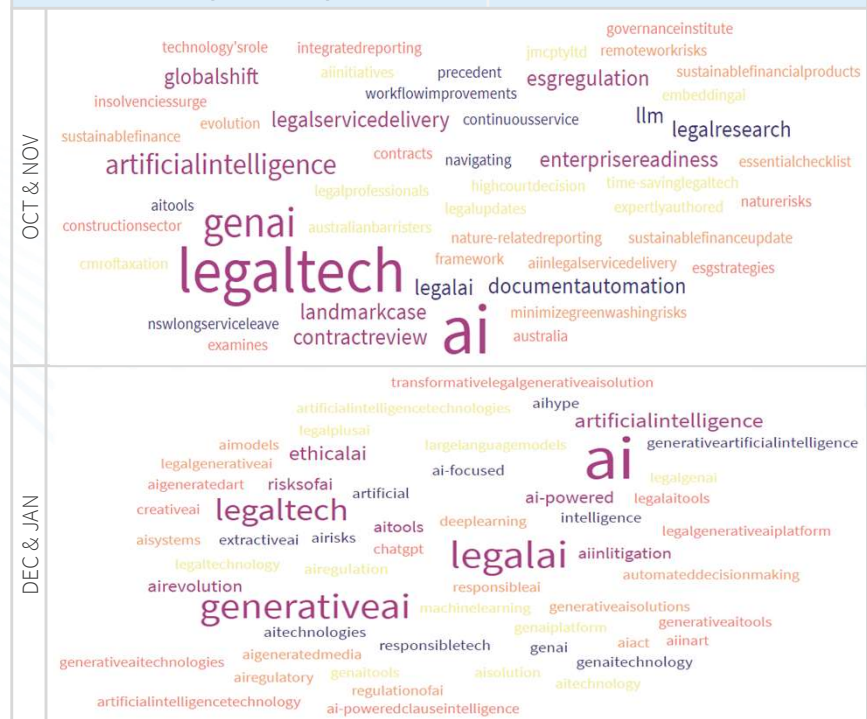 OCT & NOV
governanceinstitute
technology'srole
integratedreporting
jmcptyltd
remoteworkrisks
globalshift
aiinitiatives
precedent
esgregulation
sustainablefinancialproducts
workflowimprovements
embeddingai
insolvenciessurge
sustainablefinance
evolution
legalservicedelivery
continuousservice
llm
legalresearch
artificialintelligence
contracts
navigating
enterprisereadiness
essentialchecklist
legalprofessionals
highcourtdecision
time-savinglegaltech
aitools
legalupdates
expertlyauthored
naturerisks
constructionsector
genai
australianbarristers
nature-relatedreporting
sustainablefinanceupdate
cmroftaxation
legaltech
framework
aiinlegalservicedelivery
esgstrategies
legalai
documentautomation
nswlongserviceleave
landmarkcase
ai
minimizegreenwashingrisks
examines
contractreview
australia
DEC & JAN
transformativelegalgenerativeaisolution
artificialintelligencetechnologies
aihype
legalplusai
artificialintelligence
aimodels
ethicalai
largelanguagemodels
ai
generativeartificialintelligence
legalgenerativeai
ai-focused
aigeneratedart
risksofai
artificial
legalgenai
creativeai
legaltech
ai-powered
legalaitools
aitools
deeplearning
intelligence
aisystems
extractiveai
airisks
chatgpt
legalgenerativeaiplatform
legaltechnology
airegulation
legalai
aiinlitigation
airevolution
responsibleai
automateddecisionmaking
generativeai
machinelearning
generativeaisolutions
aitechnologies
genaiplatform
generativeaitools
responsibletech
genai
aiact
aiinart
generativeaitechnologies
aigeneratedmedia
genaitechnology
airegulatory
genaitools
aisolution
aitechnology
regulationofai
artificialintelligencetechnology
ai-poweredclauseintelligence